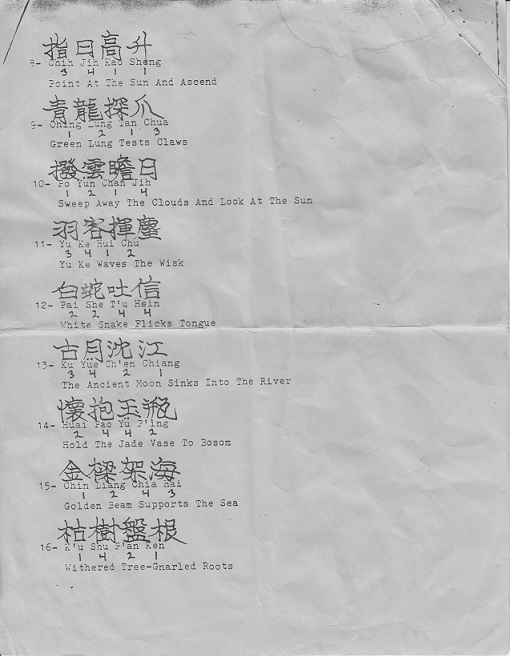 指日高升
8- Chih Jih Kao Sheng
3 4 1 1
Point At The Sun And Ascend
青龍探爪
9- Ching Lung Tan Chua
1 2 1 3
Green Lung Tests Claws
撥雲瞻日
10- Po Yun Chan Jih
1 2 1 4
Sweep Away The Clouds And Look At The Sun
羽客揮塵
11- Yu Ke Hui Chu
3 4 1 2
Yu Ke Waves The Wisk
白蛇吐信
12- Pai She T'u Hsin
2 2 4 4
White Snake Flicks Tongue
古月沈江
13- Ku Yue Ch'en Chiang
3 4 2 1
The Ancient Moon Sinks Into The River
懷抱玉瓶
14- Huai Pao Yu P'ing
2 4 4 2
Hold The Jade Vase To Bosom
金樑架海
15- Chin Liang Chia Hai
1 2 4 3
Golden Beam Supports The Sea
枯樹盤根
16- K'u Shu P'an Ken
1 4 2 1
Withered Tree-Gnarled Roots